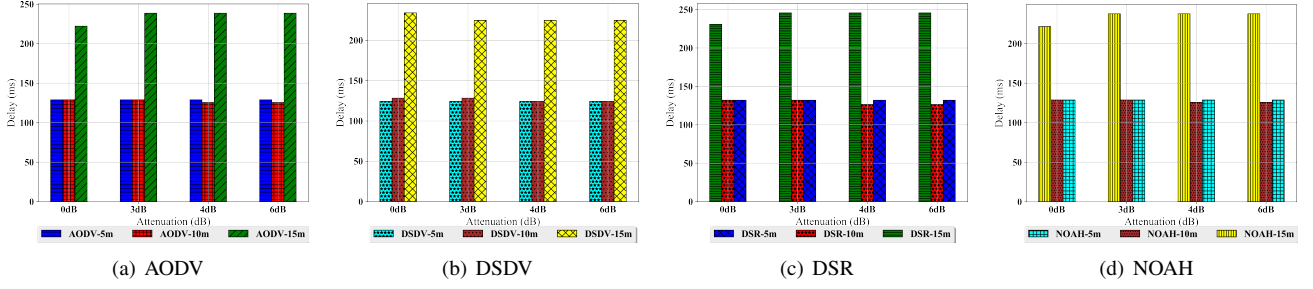 250
200
150
100
50
0
Delay (ms)
0dB 3dB 4dB 6dB
Attenuation (dB)
AODV-5m AODV-10m AODV-15m
(a) AODV
200
150
100
50
0
Delay (ms)
0dB 3dB 4dB 6dB
Attenuation (dB)
DSDV-5m DSDV-10m DSDV-15m
(b) DSDV
250
200
150
100
50
0
Delay (ms)
0dB 3dB 4dB 6dB
Attenuation (dB)
DSR-5m DSR-10m DSR-15m
(c) DSR
200
150
100
50
0
Delay (ms)
0dB 3dB 4dB 6dB
Attenuation (dB)
NOAH-5m NOAH-10m NOAH-15m
(d) NOAH